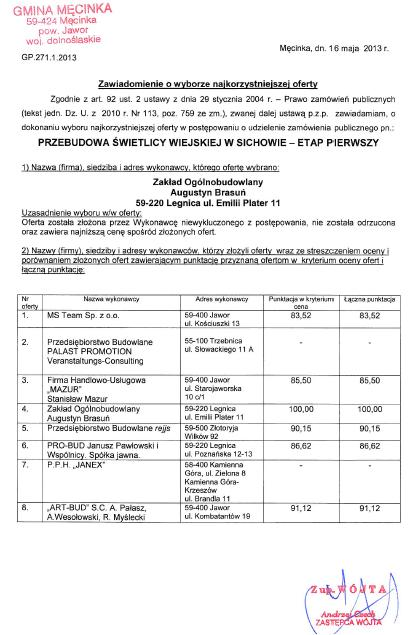 GMINA MĘCINKA
59-424 Męcinka
pow. Jawor
woj. dolnośląskie
GP.271.1.2013
Męcinka, dn. 16 maja 2013 r.
Zawiadomienie o wyborze najkorzystniejszej oferty
Zgodnie z art. 92 ust. 2 ustawy z dnia 29 stycznia 2004 – Prawo zamówień publicznych
(tekst jedn. Dz. U. z 2010 r. Nr 113, poz. 759 ze zm.), zwanej dalej ustawą p.z.p. zawiadamiam, o
dokonaniu wyboru najkorzystniejszej oferty w postępowaniu o udzielenie zamówienia publicznego pn.:
PRZEBUDOWA ŚWIETLICY WIEJSKIEJ W SICHOWIE – ETAP PIERWSZY
1) Nazwa (firma), siedziba i adres wykonawcy, którego ofertę wybrano:
Zakład Ogólnobudowlany
Augustyn Brasuń
59-220 Legnica ul. Emilii Plater 11
Uzasadnienie wyboru w/w oferty:
Oferta została złożona przez Wykonawcę niewykluczonego z postępowania, nie została odrzucona
oraz zawiera najniższą cenę spośród złożonych ofert.
2) Nazwy (firmy), siedziby i adresy wykonawców, którzy złożyli oferty wraz ze streszczeniem oceny i
porównaniem złożonych ofert zawierającym punktację przyznaną ofertom w kryterium oceny ofert i
łączną punktację:
Nr oferty Nazwa wykonawcy Adres wykonawcy Punktacja w kryterium cena Łączna punktacja
1. MS Team Sp. z o.o. 59-400 Jawor 83,52 83,52
ul. Kościuszki 13
2. Przedsiębiorstwo Budowlane 55-100 Trzebnica - -
PALAST PROMOTION ul. Słowackiego 11 A
Veranstaltungs-Consulting
3. Firma Handlowo-Usługowa 59-400 Jawor 85,50 85,50
„MAZUR” ul. Starojaworska
Stanisław Mazur 10 c/1
4. Zakład Ogólnobudowlany 59-220 Legnica 100,00 100,00
Augustyn Brasuń ul. Emilii Plater 11
5. Przedsiębiorstwo Budowlane rejjs 59-500 Złotoryja 90,15 90,15
Wilków 92
6. PRO-BUD Janusz Pawłowski i 59-220 Legnica 86,62 86,62
Wspólnicy. Spółka jawna. ul. Poznańska 12-13
7. P.P.H. „JANEX” 58-400 Kamienna - -
Góra, ul. Zielona 8
Kamienna Góra-
Krzeszów
ul. Brandla 11
8. „ART-BUD” S.C. A. Pałasz, 59-400 Jawor 91,12 91,12
A.Wesołowski, R. Myślecki ul. Kombatantów 19
Z up. WÓJTA
Andrzej Czech
ZASTĘPCA WÓJTA